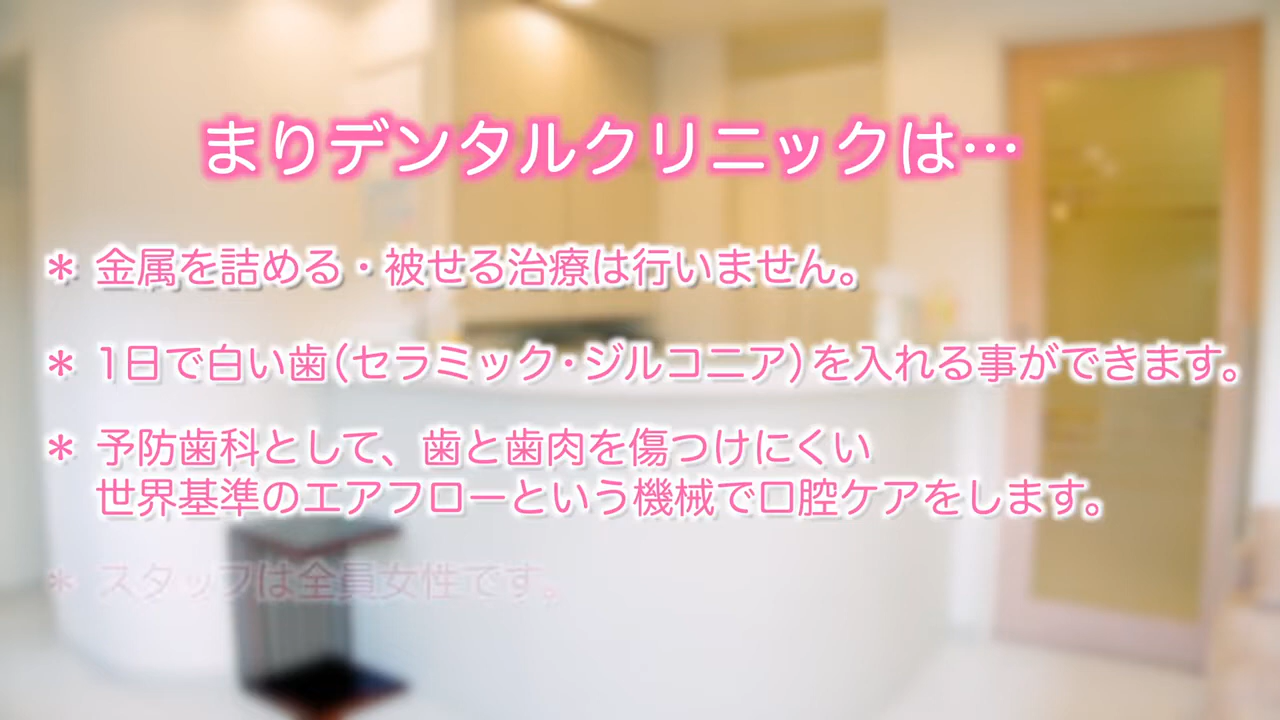 まりデンタルクリニックは…
＊ 金属を詰める・被せる治療は行いません。
＊ 1日で白い歯（セラミック・ジルコニア）を入れる事ができます。
＊ 予防歯科として、歯と歯肉を傷つけにくい
世界基準のエアフローという機械で口腔ケアをします。
＊ スタッフは全員女性です。